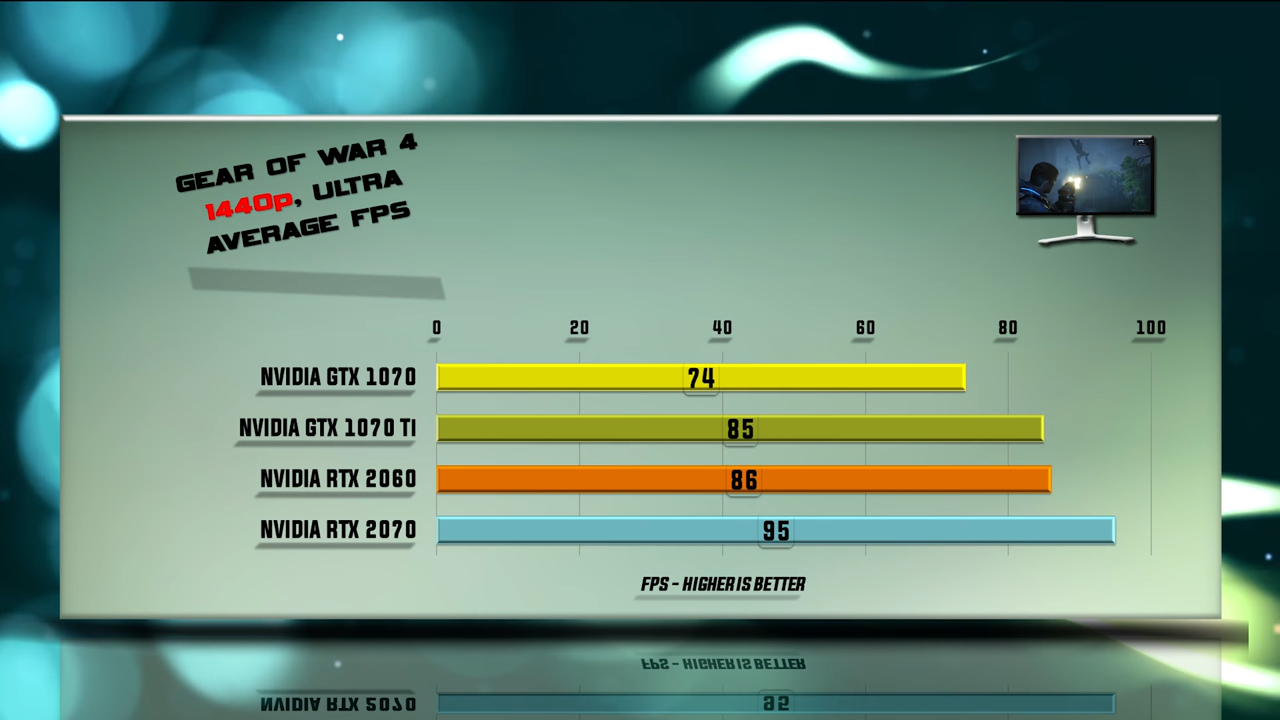 GEAR OF WAR 4
1440p, ULTRA
AVERAGE FPS
0 20 40 60 80 100
NVIDIA GTX 1070 74
NVIDIA GTX 1070 TI 85
NVIDIA RTX 2060 86
NVIDIA RTX 2070 95
FPS - HIGHER IS BETTER